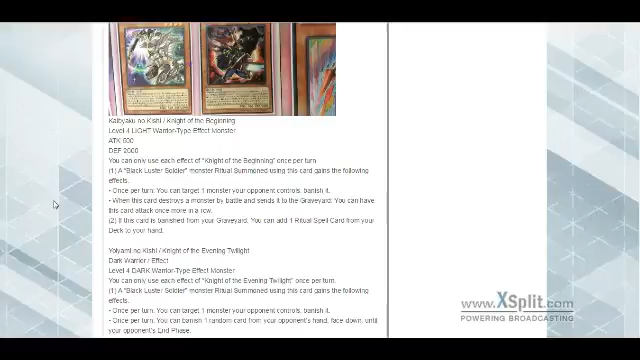 Kaibyaku no Kishi / Knight of the Beginning
Level 4 LIGHT Warrior-Type Effect Monster
ATK 500
DEF 2000
You can only use each effect of "Knight of the Beginning" once per turn
(1) A "Black Luster Soldier" monster Ritual Summoned using this card gains the following
effects.
- Once per turn: You can target 1 monster your opponent controls, banish it.
- When this card destroys a monster by battle and sends it to the Graveyard: You can have
this card attack once more in a row.
(2) If this card is banished from your Graveyard: You can add 1 Ritual Spell Card from your
Deck to your hand.
Yoiyami no Kishi / Knight of the Evening Twilight
Dark Warrior / Effect
Level 4 DARK Warrior-Type Effect Monster
You can only use each effect of "Knight of the Evening Twilight" once per turn.
(1) A "Black Luster Soldier" monster Ritual Summoned using this card gains the following
effects.
- Once per turn: You can target 1 monster your opponent controls, banish it.
- Once per turn: You can banish 1 random card from your opponent's hand, face-down, until
your opponent's End Phase.
www.XSplit.com
POWERING BROADCASTING